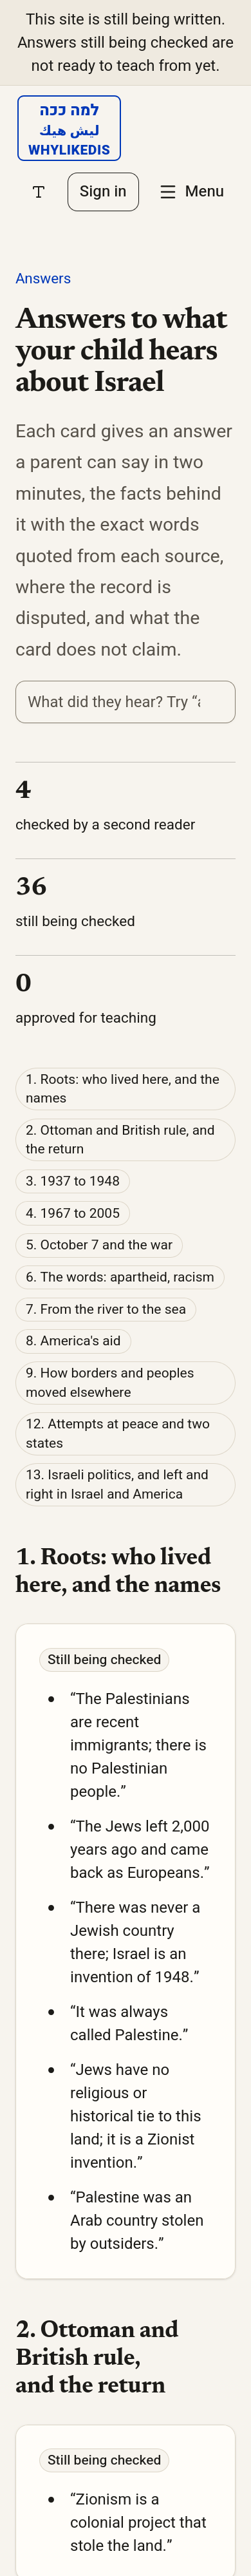 This site is still being written.
Answers still being checked are
not ready to teach from yet.
למה ככה
ليش هيك
WHYLIKEDIS
Sign in
Menu
Answers
Answers to what
your child hears
about Israel
Each card gives an answer
a parent can say in two
minutes, the facts behind
it with the exact words
quoted from each source,
where the record is
disputed, and what the
card does not claim.
What did they hear? Try “
4
checked by a second reader
36
still being checked
0
approved for teaching
1. Roots: who lived here, and the
names
2. Ottoman and British rule, and
the return
3. 1937 to 1948
4. 1967 to 2005
5. October 7 and the war
6. The words: apartheid, racism
7. From the river to the sea
8. America's aid
9. How borders and peoples
moved elsewhere
12. Attempts at peace and two
states
13. Israeli politics, and left and
right in Israel and America
1. Roots: who lived
here, and the names
Still being checked
“The Palestinians
are recent
immigrants; there is
no Palestinian
people.”
“The Jews left 2,000
years ago and came
back as Europeans.”
“There was never a
Jewish country
there; Israel is an
invention of 1948.”
“It was always
called Palestine.”
“Jews have no
religious or
historical tie to this
land; it is a Zionist
invention.”
“Palestine was an
Arab country stolen
by outsiders.”
2. Ottoman and
British rule,
and the return
Still being checked
“Zionism is a
colonial project that
stole the land.”